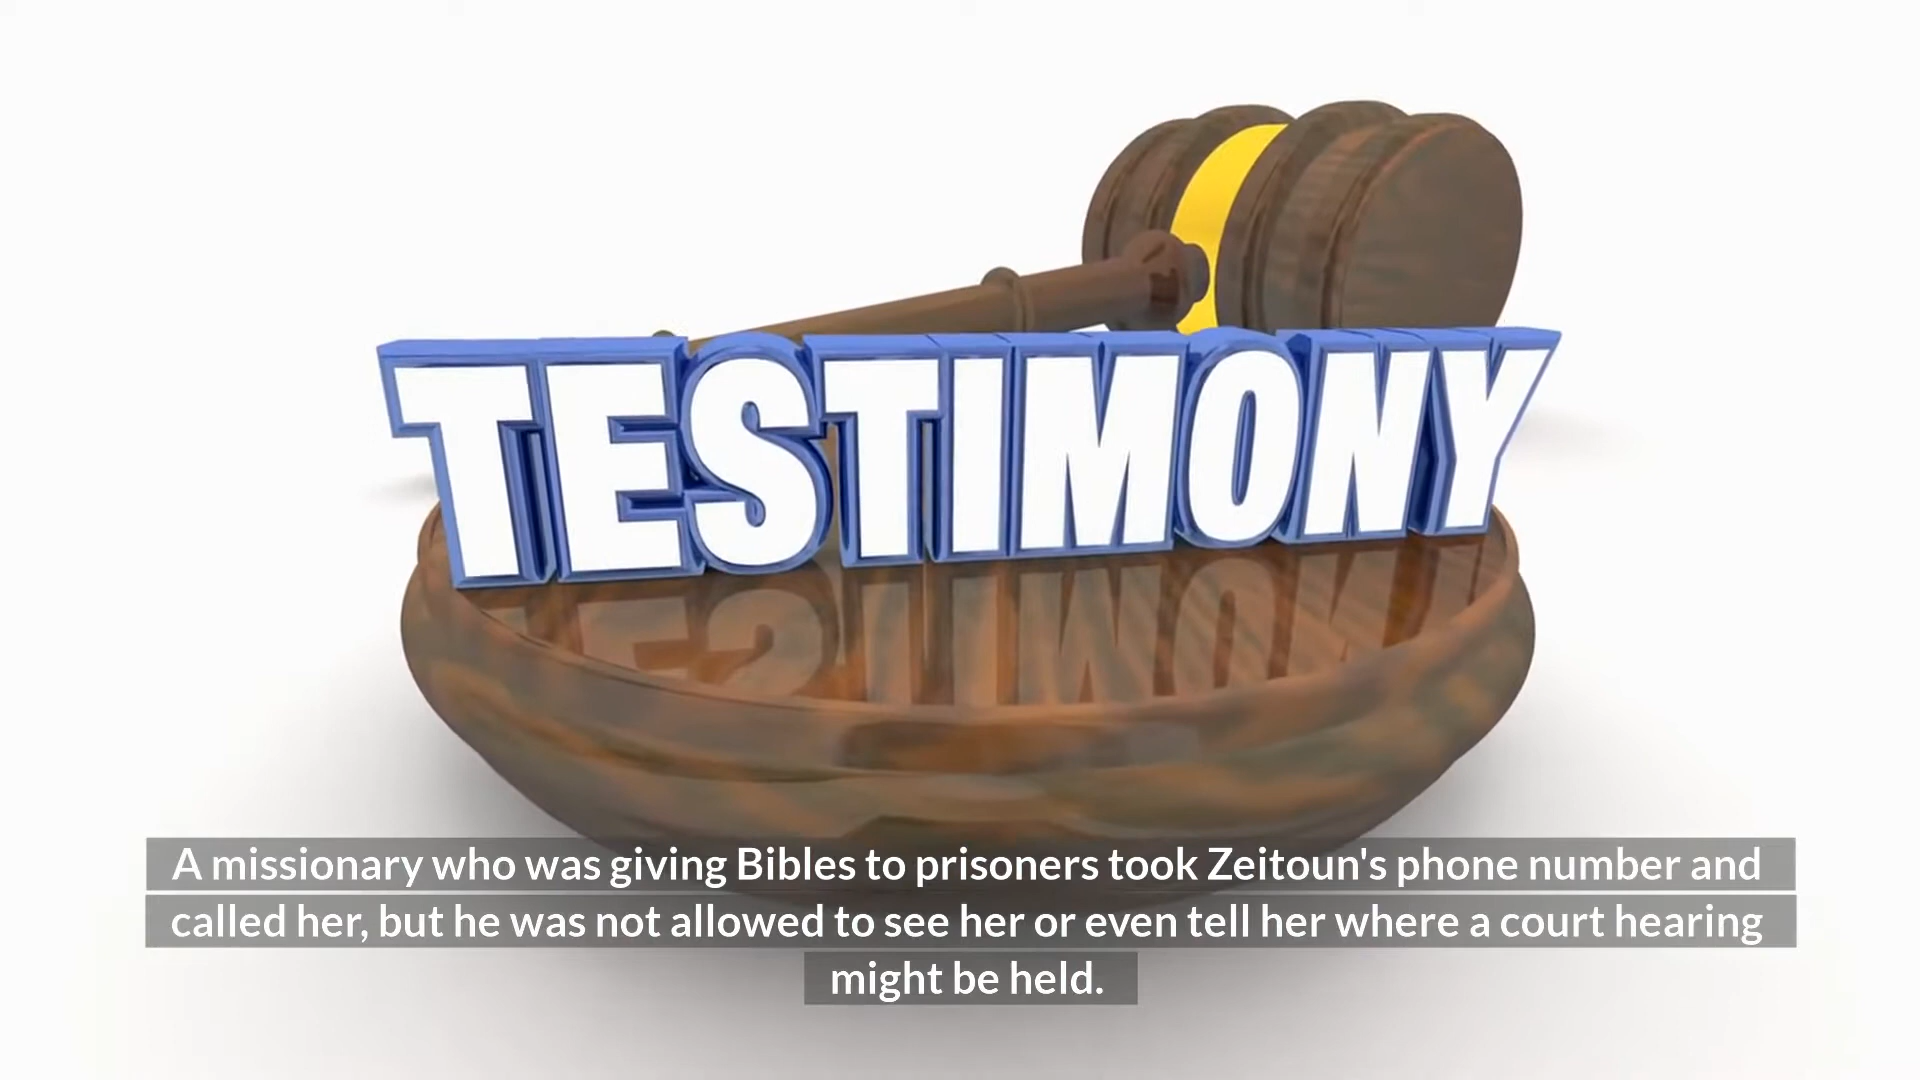 TESTIMONY
A missionary who was giving Bibles to prisoners took Zeitoun's phone number and
called her, but he was not allowed to see her or even tell her where a court hearing
might be held.